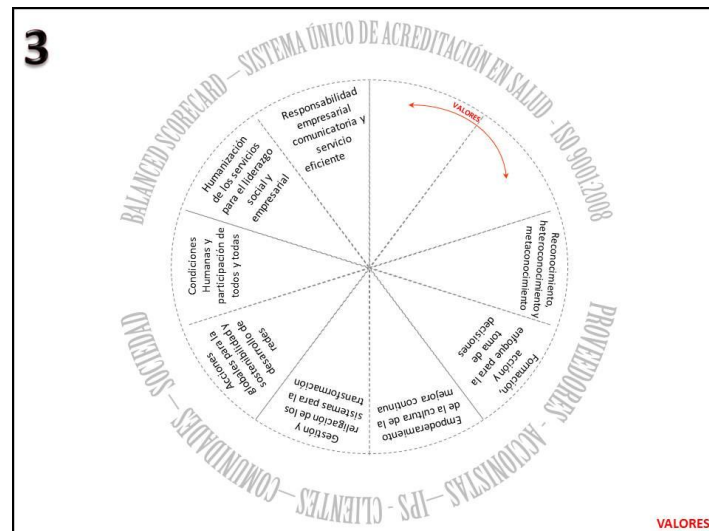 3
BALANCED SCORECARD – SISTEMA ÚNICO DE ACREDITACIÓN EN SALUD - ISO 9001:2008
VALORES
Responsabilidad
empresarial
comunicatoria y
servicio
eficiente
Humanización
de los servicios
para el liderazgo
social y
empresarial
Condiciones
Humanas y
participación de
todos y todas
Acciones
globales para la
sostenibilidad y
desarrollo de
redes
Gestión y
religación de los
sistemas para la
transformación
Empoderamiento
de la cultura de la
mejora continua
Formación,
acción y
enfoque para la
toma de
decisiones
Reconocimiento,
heteroconocimiento y
metaconocimiento
PROVEEDORES - ACCIONISTAS –IPS - CLIENTES – COMUNIDADES – SOCIEDAD
VALORES